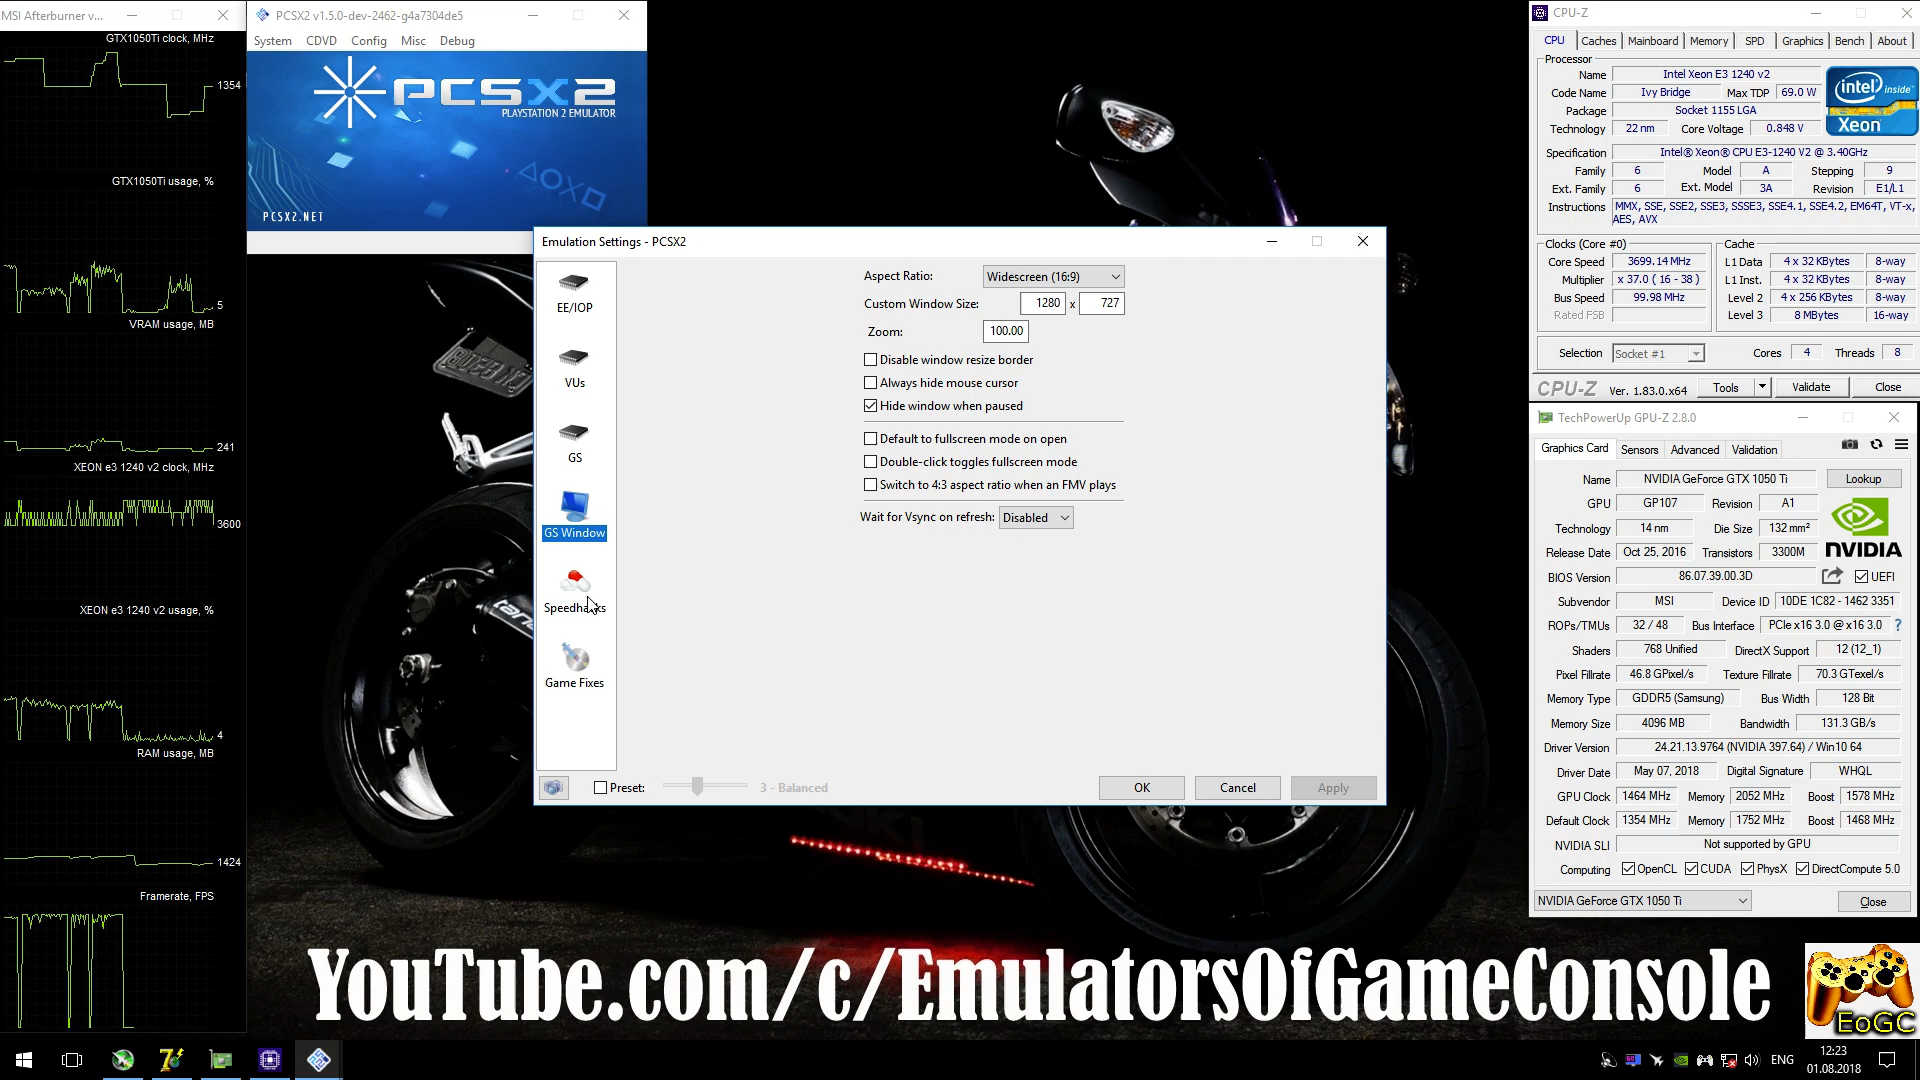 MSI Afterburner v...
GTX1050Ti clock, MHz
1354
GTX1050Ti usage, %
5
VRAM usage, MB
241
XEON e3 1240 v2 clock, MHz
3600
XEON e3 1240 v2 usage, %
4
RAM usage, MB
1424
Framerate, FPS
PCSX2 v1.5.0-dev-2462-g4a7304de5
System CDVD Config Misc Debug
PCSX2
PLAYSTATION 2 EMULATOR
PCSX2.NET
Emulation Settings - PCSX2
EE/IOP
VUs
GS
GS Window
Speedhacks
Game Fixes
Aspect Ratio: Widescreen (16:9)
Custom Window Size: 1280 x 727
Zoom: 100.00
Disable window resize border
Always hide mouse cursor
Hide window when paused
Default to fullscreen mode on open
Double-click toggles fullscreen mode
Switch to 4:3 aspect ratio when an FMV plays
Wait for Vsync on refresh: Disabled
Preset: 3 - Balanced
OK Cancel Apply
CPU-Z
CPU Caches Mainboard Memory SPD Graphics Bench About
Processor
Name Intel Xeon E3 1240 v2
Code Name Ivy Bridge Max TDP 69.0 W
Package Socket 1155 LGA
Technology 22 nm Core Voltage 0.848 V
intel inside
Xeon
Specification Intel® Xeon® CPU E3-1240 V2 @ 3.40GHz
Family 6 Model A Stepping 9
Ext. Family 6 Ext. Model 3A Revision E1/L1
Instructions MMX, SSE, SSE2, SSE3, SSSE3, SSE4.1, SSE4.2, EM64T, VT-x,
AES, AVX
Clocks (Core #0) Cache
Core Speed 3699.14 MHz L1 Data 4 x 32 KBytes 8-way
Multiplier x 37.0 ( 16 - 38 ) L1 Inst. 4 x 32 KBytes 8-way
Bus Speed 99.98 MHz Level 2 4 x 256 KBytes 8-way
Rated FSB Level 3 8 MBytes 16-way
Selection Socket #1 Cores 4 Threads 8
CPU-Z Ver. 1.83.0.x64 Tools Validate Close
TechPowerUp GPU-Z 2.8.0
Graphics Card Sensors Advanced Validation
Name NVIDIA GeForce GTX 1050 Ti Lookup
GPU GP107 Revision A1
Technology 14 nm Die Size 132 mm²
Release Date Oct 25, 2016 Transistors 3300M
NVIDIA
BIOS Version 86.07.39.00.3D UEFI
Subvendor MSI Device ID 10DE 1C82 - 1462 3351
ROPs/TMUs 32 / 48 Bus Interface PCIe x16 3.0 @ x16 3.0 ?
Shaders 768 Unified DirectX Support 12 (12_1)
Pixel Fillrate 46.8 GPixel/s Texture Fillrate 70.3 GTexel/s
Memory Type GDDR5 (Samsung) Bus Width 128 Bit
Memory Size 4096 MB Bandwidth 131.3 GB/s
Driver Version 24.21.13.9764 (NVIDIA 397.64) / Win10 64
Driver Date May 07, 2018 Digital Signature WHQL
GPU Clock 1464 MHz Memory 2052 MHz Boost 1578 MHz
Default Clock 1354 MHz Memory 1752 MHz Boost 1468 MHz
NVIDIA SLI Not supported by GPU
Computing OpenCL CUDA PhysX DirectCompute 5.0
NVIDIA GeForce GTX 1050 Ti Close
YouTube.com/c/EmulatorsOfGameConsole
EoGC
ENG
12:23
01.08.2018